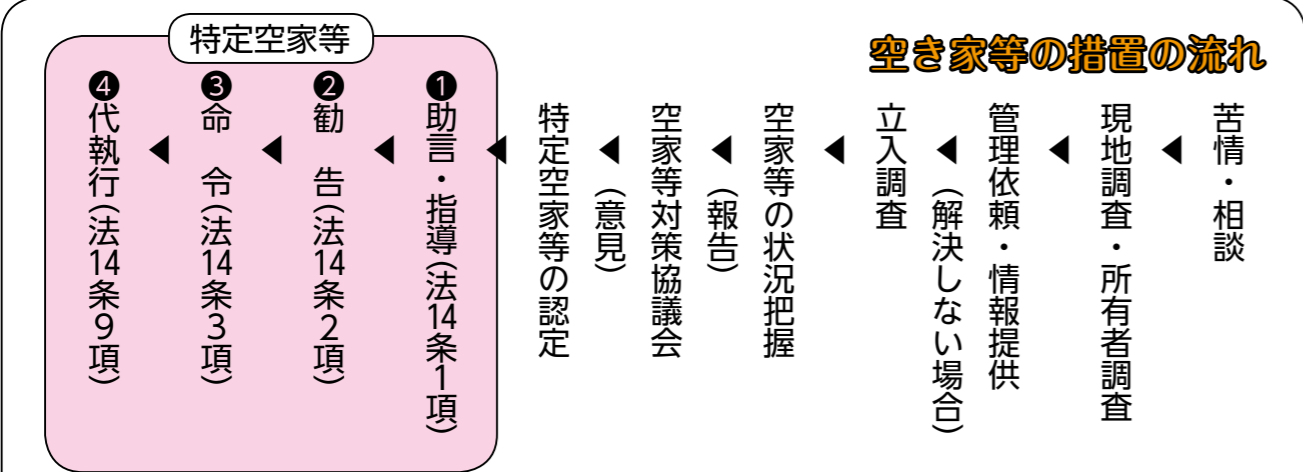 空き家等の措置の流れ
苦情・相談
◀
現地調査・所有者調査
◀
管理依頼・情報提供
◀(解決しない場合)
立入調査
◀
空家等の状況把握
◀(報告)
空家等対策協議会
◀(意見)
特定空家等の認定
◀
特定空家等
❶助言・指導(法14条1項)
◀
❷勧 告(法14条2項)
◀
❸命 令(法14条3項)
◀
❹代執行(法14条9項)